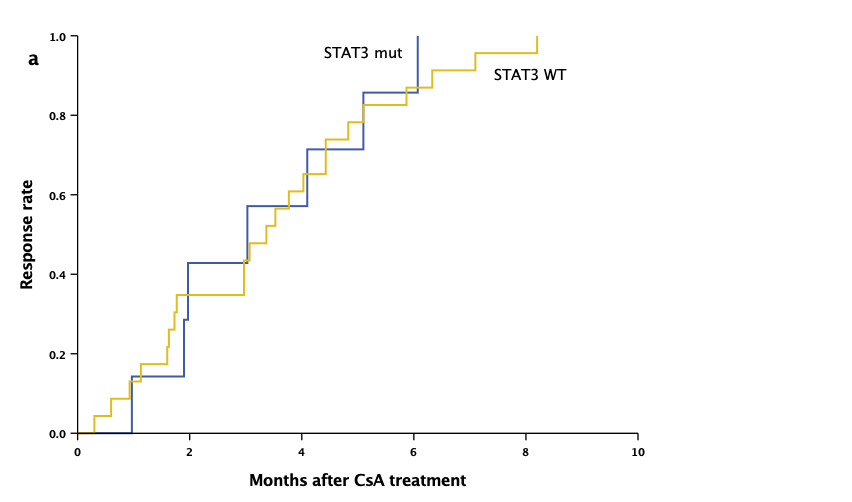 a
STAT3 mut
STAT3 WT
Response rate
1.0
0.8
0.6
0.4
0.2
0.0
0 2 4 6 8 10
Months after CsA treatment